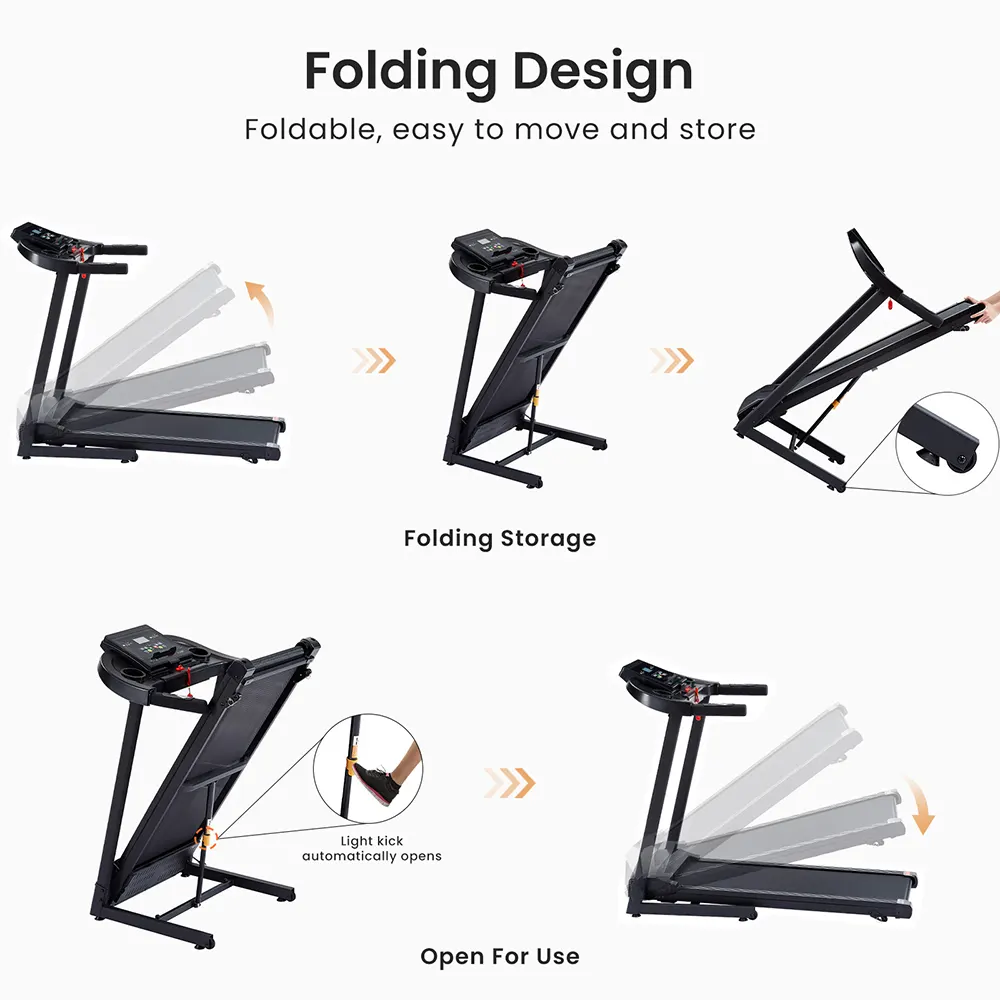 Folding Design
Foldable, easy to move and store
Folding Storage
Light kick
automatically opens
Open For Use